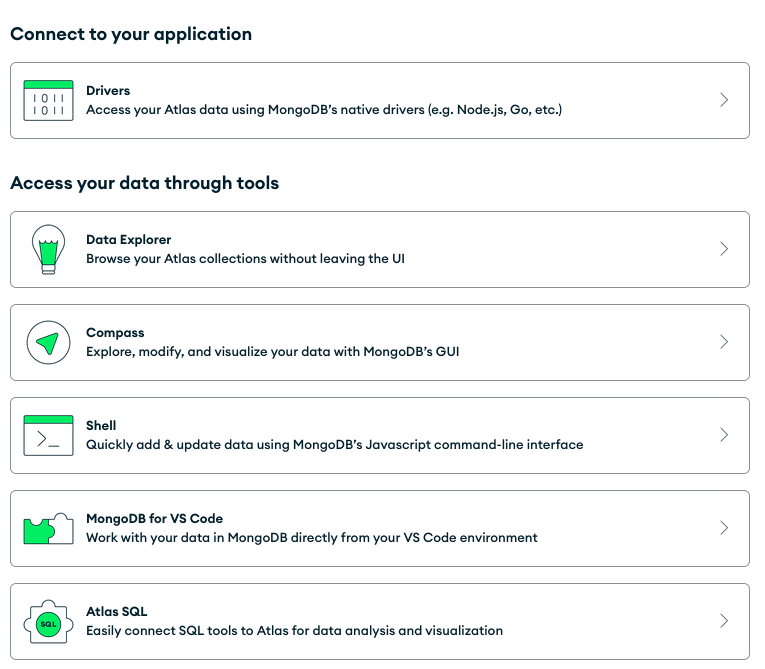 Connect to your application
1011
1011
Drivers
Access your Atlas data using MongoDB’s native drivers (e.g. Node.js, Go, etc.)
Access your data through tools
Data Explorer
Browse your Atlas collections without leaving the UI
Compass
Explore, modify, and visualize your data with MongoDB’s GUI
>_
Shell
Quickly add & update data using MongoDB’s Javascript command-line interface
MongoDB for VS Code
Work with your data in MongoDB directly from your VS Code environment
SQL
Atlas SQL
Easily connect SQL tools to Atlas for data analysis and visualization